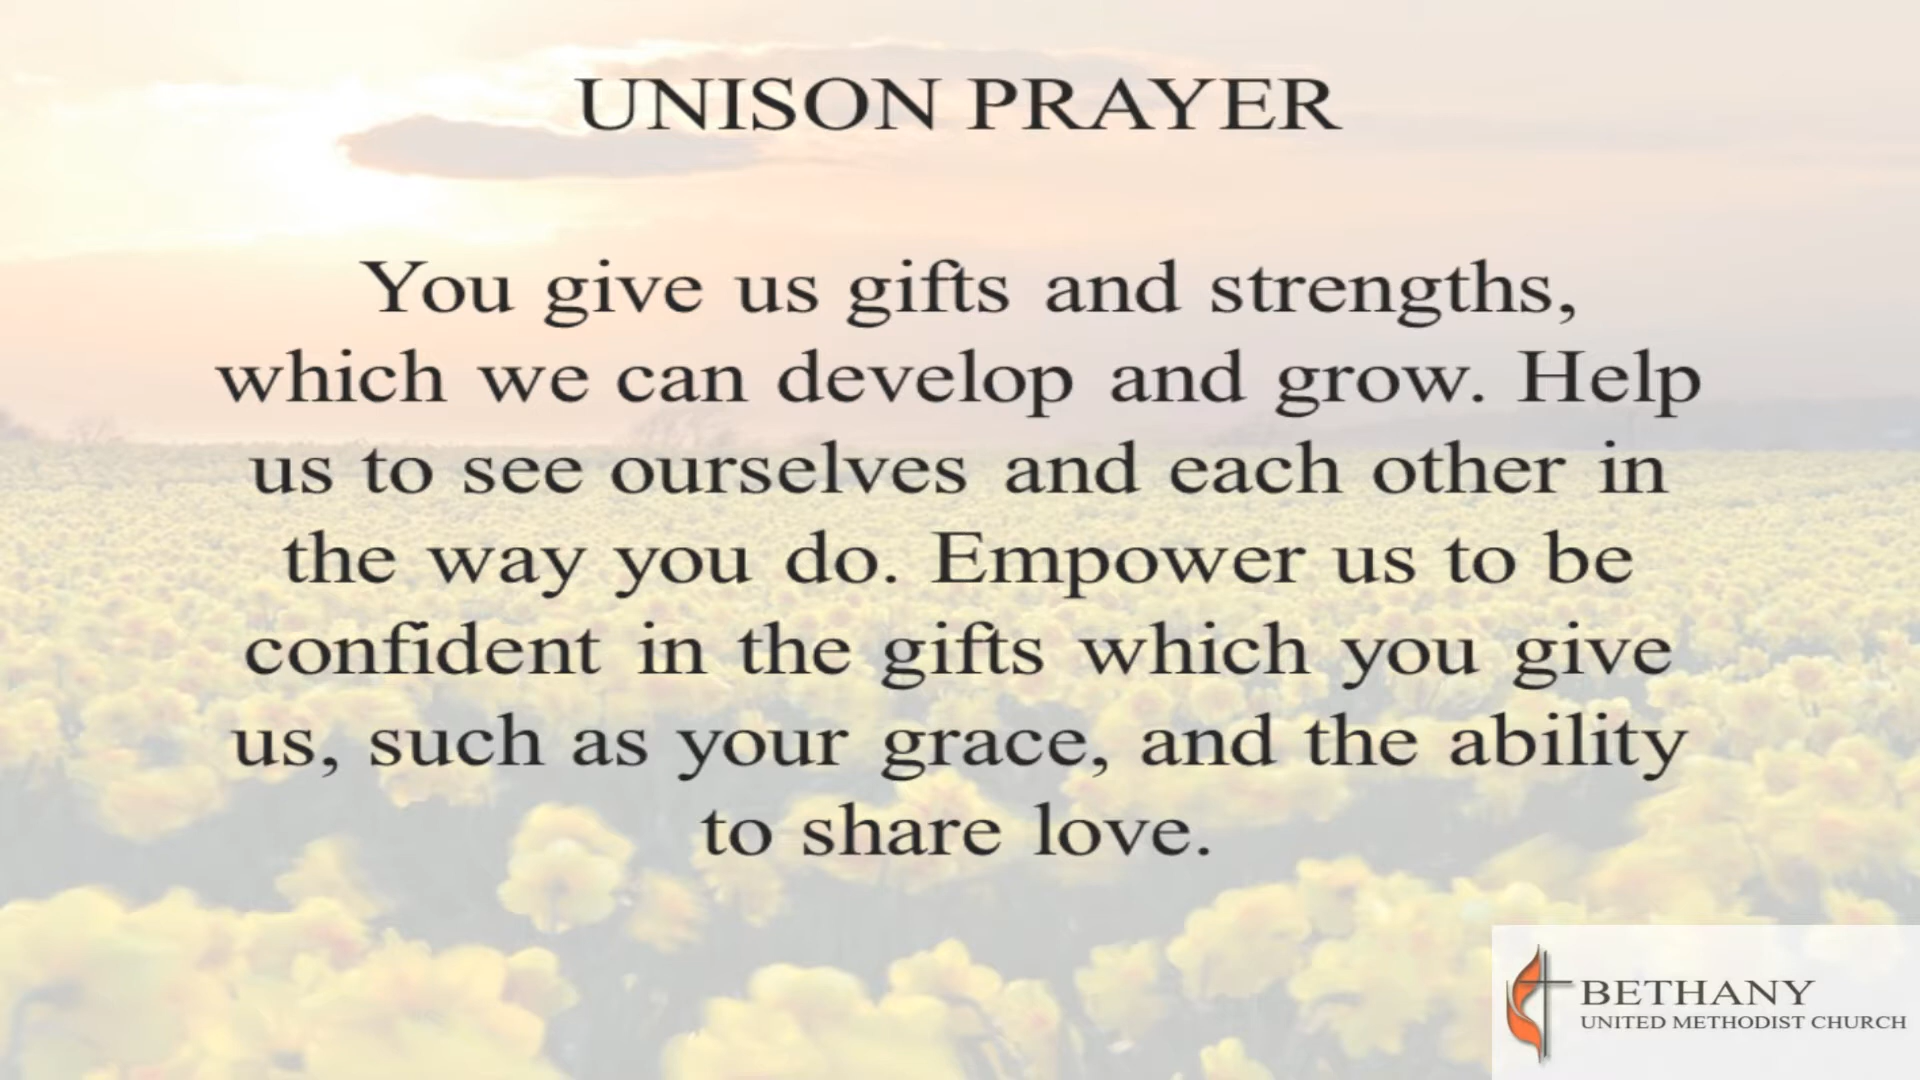 UNISON PRAYER
You give us gifts and strengths,
which we can develop and grow. Help
us to see ourselves and each other in
the way you do. Empower us to be
confident in the gifts which you give
us, such as your grace, and the ability
to share love.
BETHANY
UNITED METHODIST CHURCH